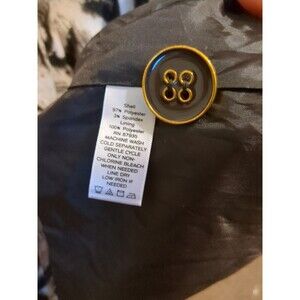 Shell
97% Polyester
3% Spandex
Lining
100% Polyester
RN 87935
MACHINE WASH
COLD SEPARATELY
GENTLE CYCLE
ONLY NON-
CHLORINE BLEACH
WHEN NEEDED
LINE DRY
LOW IRON IF
NEEDED